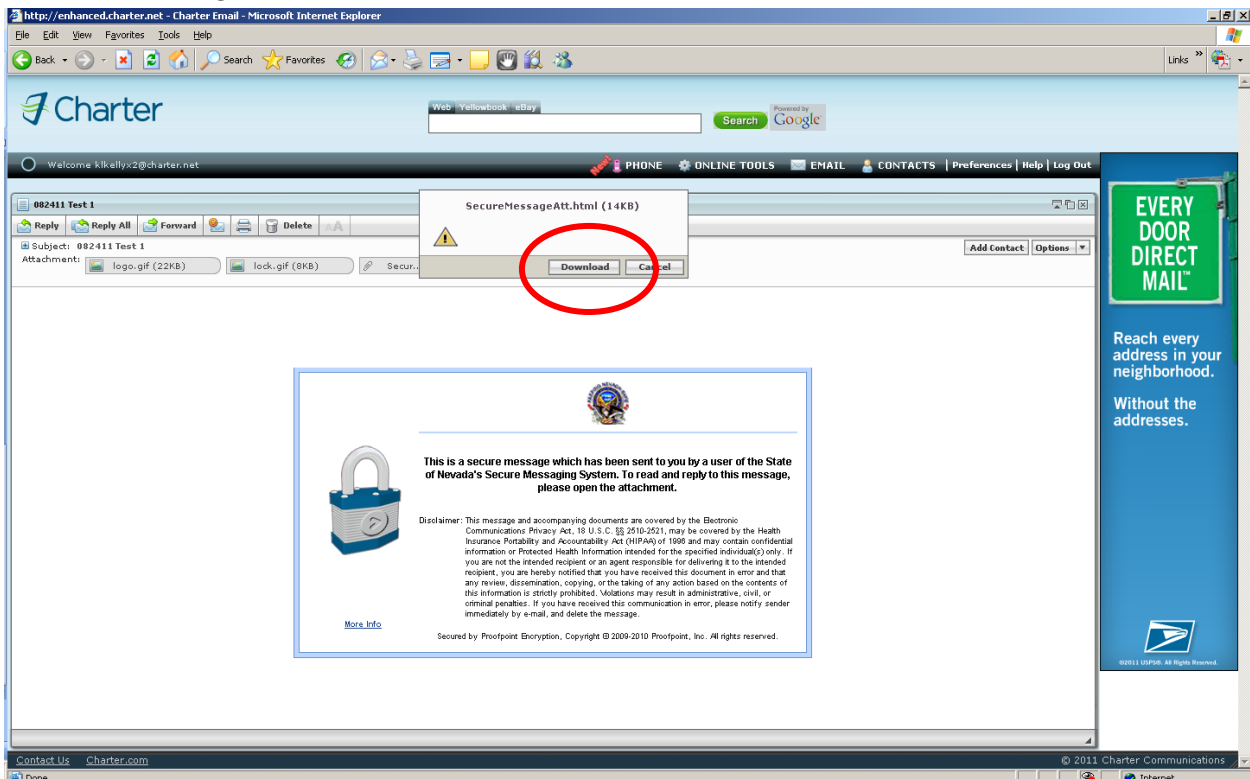 http://enhanced.charter.net - Charter Email - Microsoft Internet Explorer
File Edit View Favorites Tools Help
Back Search Favorites Links »
Charter
Web Yellowbook eBay
Search Powered by Google
Welcome klkellyx2@charter.net PHONE ONLINE TOOLS EMAIL CONTACTS | Preferences | Help | Log Out
082411 Test 1
SecureMessageAtt.html (14KB)
Reply Reply All Forward Delete AA
Subject: 082411 Test 1
Add Contact Options
Attachment: logo.gif (22KB) lock.gif (8KB) Secur..
Download Cancel
EVERY
DOOR
DIRECT
MAIL™
Reach every
address in your
neighborhood.
Without the
addresses.
This is a secure message which has been sent to you by a user of the State
of Nevada's Secure Messaging System. To read and reply to this message,
please open the attachment.
Disclaimer: This message and accompanying documents are covered by the Electronic
Communications Privacy Act, 18 U.S.C. §§ 2510-2521, may be covered by the Health
Insurance Portability and Accountability Act (HIPAA) of 1996 and may contain confidential
information or Protected Health Information intended for the specified individual(s) only. If
you are not the intended recipient or an agent responsible for delivering it to the intended
recipient, you are hereby notified that you have received this document in error and that
any review, dissemination, copying, or the taking of any action based on the contents of
this information is strictly prohibited. Violations may result in administrative, civil, or
criminal penalties. If you have received this communication in error, please notify sender
immediately by e-mail, and delete the message.
More Info
Secured by Proofpoint Encryption, Copyright © 2009-2010 Proofpoint, Inc. All rights reserved.
©2011 USPS®. All Rights Reserved.
Contact Us Charter.com © 2011 Charter Communications
Done Internet